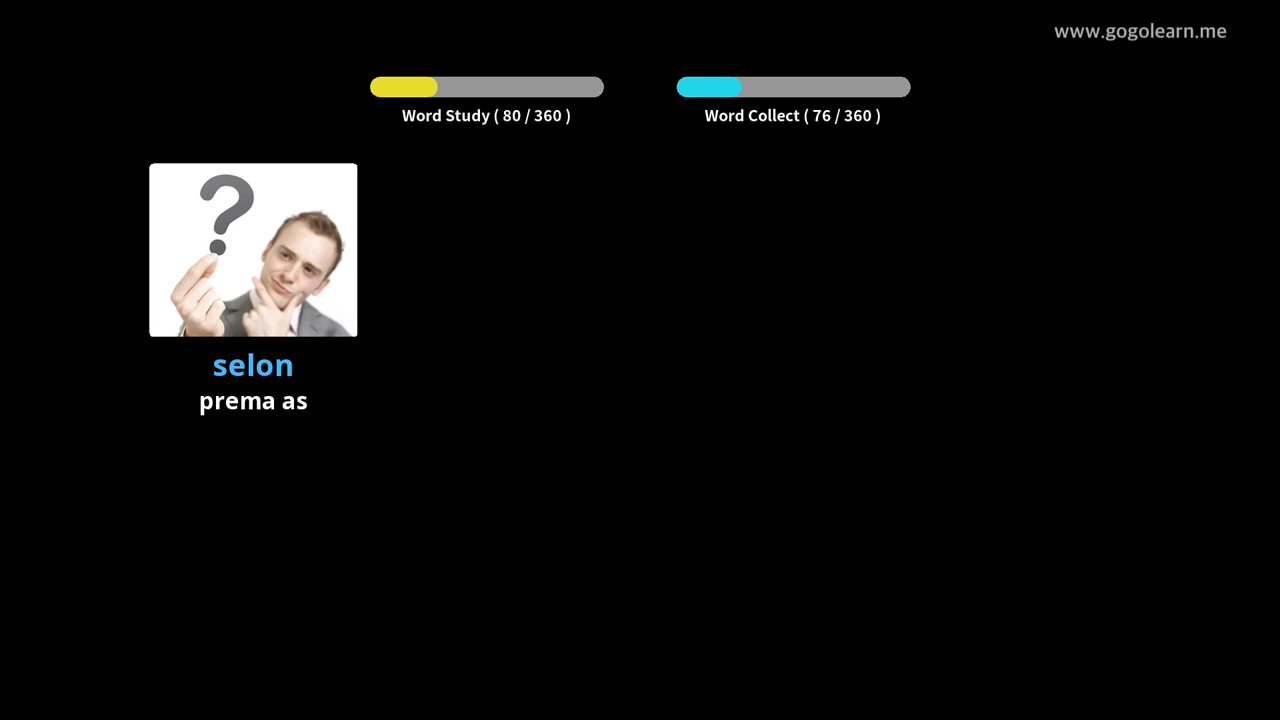 www.gogolearn.me
Word Study ( 80 / 360 )
Word Collect ( 76 / 360 )
?
selon
prema as